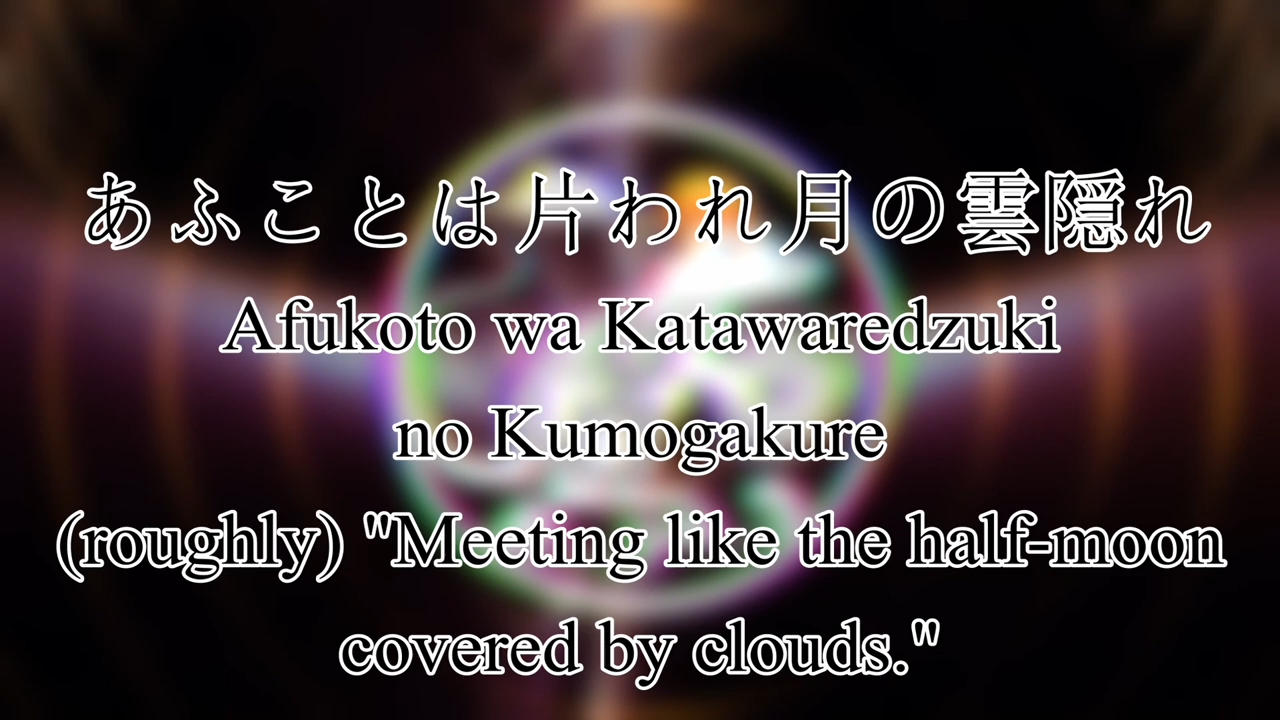 あふことは片われ月の雲隠れ
Afukoto wa Katawaredzuki
no Kumogakure
(roughly) "Meeting like the half-moon
covered by clouds."